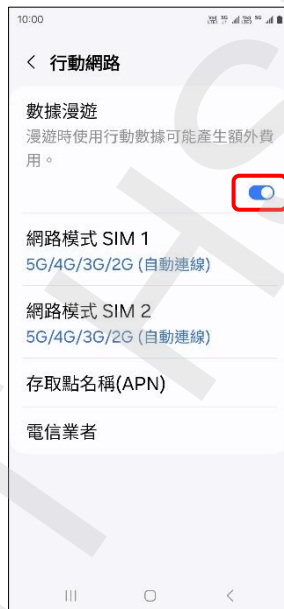 10:00
行動網路
數據漫遊
漫遊時使用行動數據可能產生額外費
用。
網路模式 SIM 1
5G/4G/3G/2G (自動連線)
網路模式 SIM 2
5G/4G/3G/2G (自動連線)
存取點名稱(APN)
電信業者